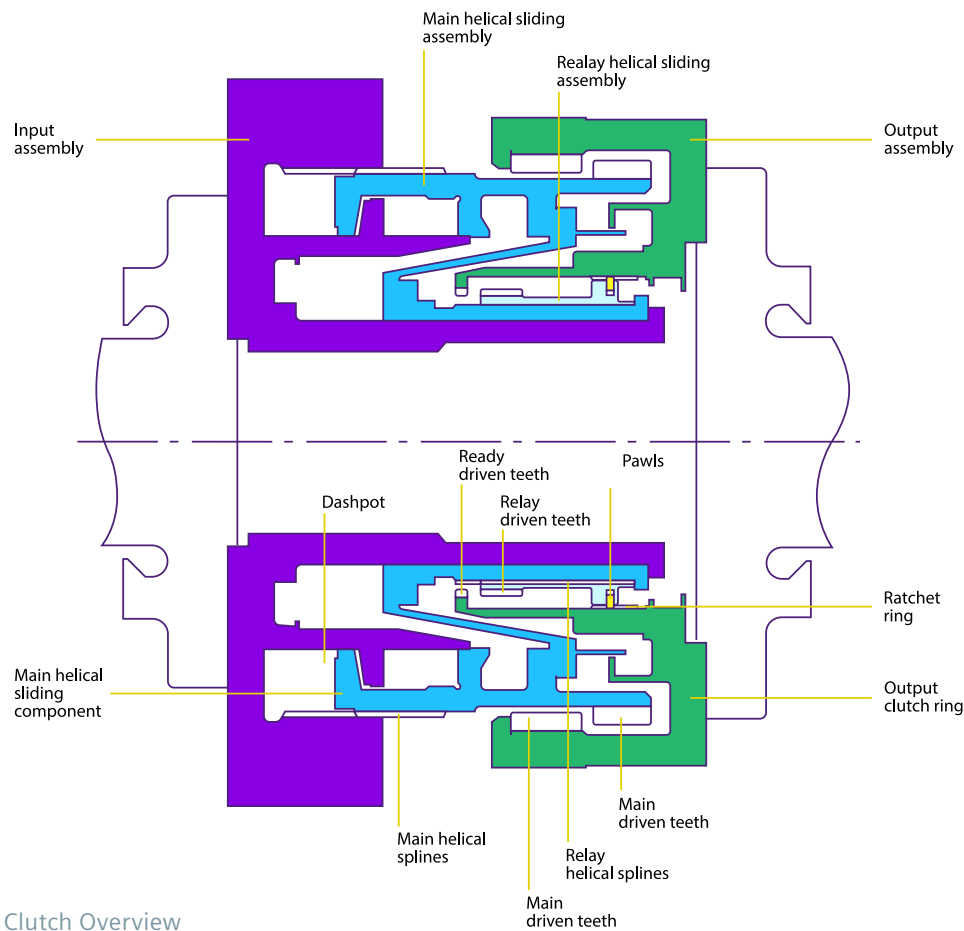 Main helical sliding
assembly
Realay helical sliding
assembly
Input
assembly
Output
assembly
Ready
driven teeth
Pawls
Dashpot
Relay
driven teeth
Ratchet
ring
Main helical
sliding
component
Output
clutch ring
Main
driven teeth
Main helical
splines
Relay
helical splines
Main
driven teeth
Clutch Overview